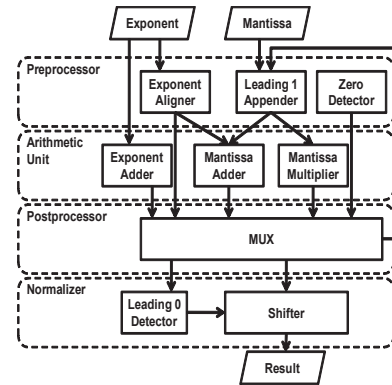 Exponent
Mantissa
Preprocessor
Exponent
Aligner
Leading 1
Appender
Zero
Detector
Arithmetic
Unit
Exponent
Adder
Mantissa
Adder
Mantissa
Multiplier
Postprocessor
MUX
Normalizer
Leading 0
Detector
Shifter
Result